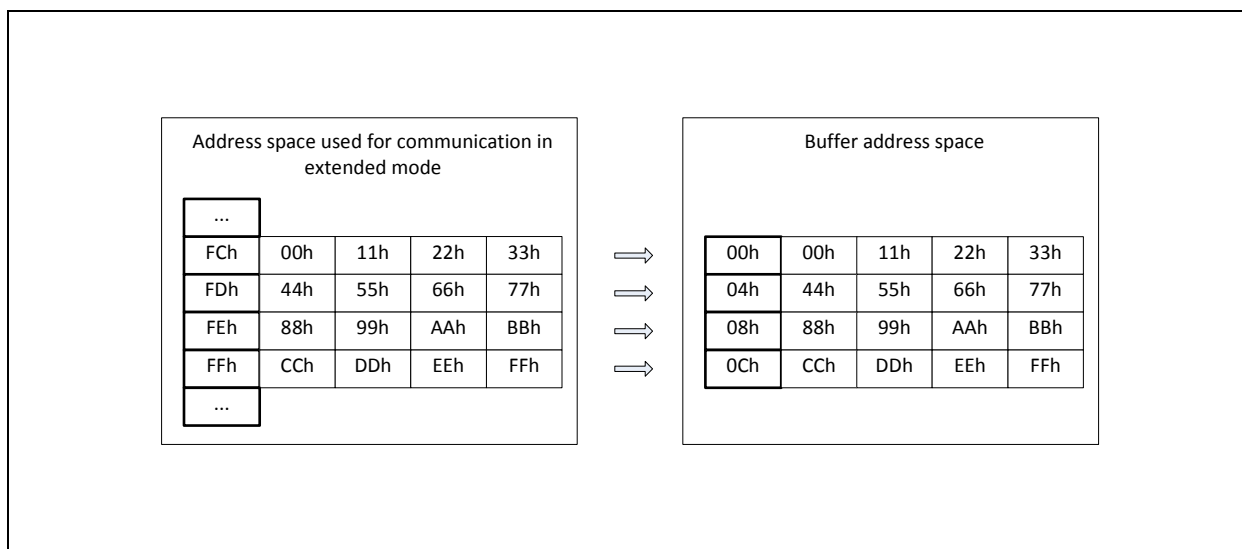 Address space used for communication in
extended mode
...
FCh 00h 11h 22h 33h
FDh 44h 55h 66h 77h
FEh 88h 99h AAh BBh
FFh CCh DDh EEh FFh
...
Buffer address space
00h 00h 11h 22h 33h
04h 44h 55h 66h 77h
08h 88h 99h AAh BBh
0Ch CCh DDh EEh FFh